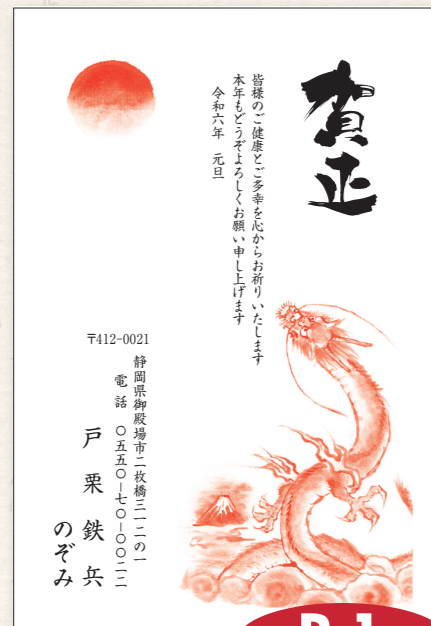 賀正
皆様のご健康とご多幸を心からお祈りいたします
本年もどうぞよろしくお願い申し上げます
令和六年 元旦
〒412-0021
静岡県御殿場市二枚橋三一二の一
電話 〇五五〇－七〇－〇〇二二
戸栗鉄兵
のぞみ